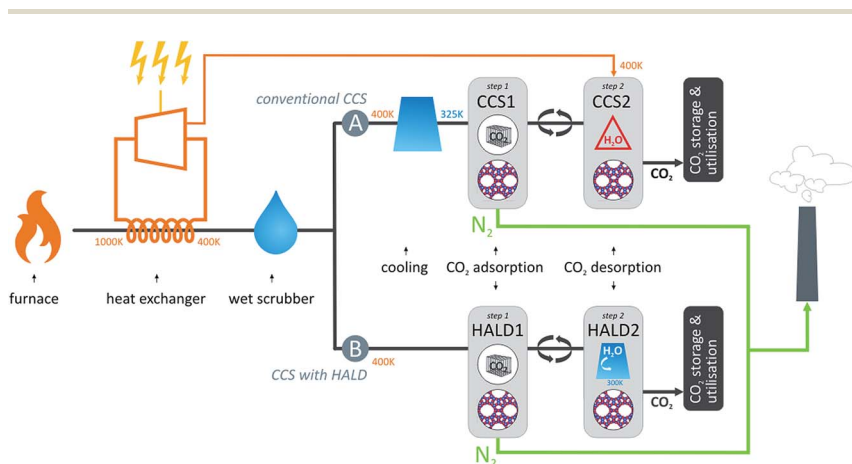 400K
conventional CCS
A
400K
325K
step 1
CCS1
CO₂
step 2
CCS2
H₂O
CO₂
CO₂ storage &
utilisation
N₂
1000K
400K
furnace
heat exchanger
wet scrubber
cooling
CO₂ adsorption
CO₂ desorption
B
400K
CCS with HALD
step 1
HALD1
CO₂
step 2
HALD2
H₂O
300K
CO₂
CO₂ storage &
utilisation
N₂